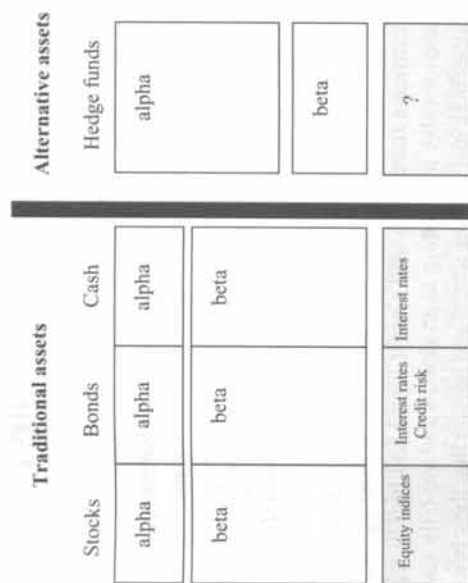 Traditional assets
Alternative assets
Stocks
Bonds
Cash
Hedge funds
alpha
alpha
alpha
alpha
beta
beta
beta
beta
Equity indices
Interest rates
Credit risk
Interest rates
?